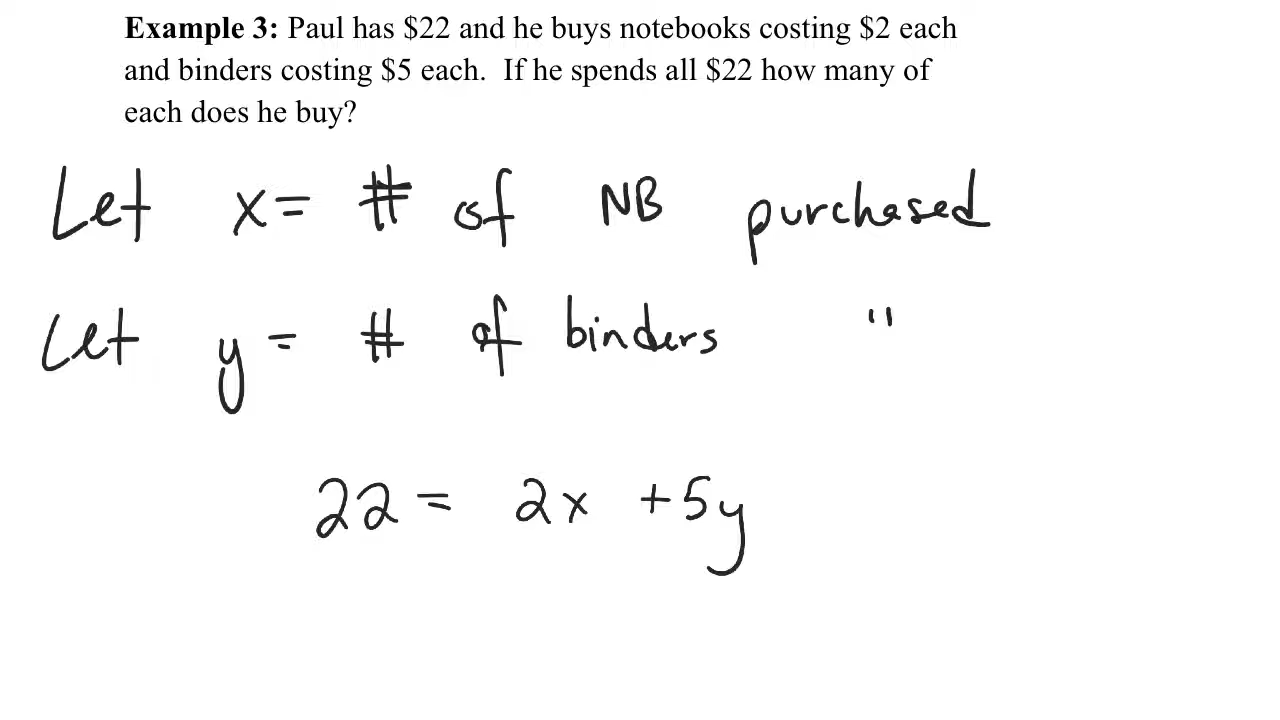 Example 3: Paul has $22 and he buys notebooks costing $2 each
and binders costing $5 each. If he spends all $22 how many of
each does he buy?
Let x = # of NB purchased
Let y = # of binders "
22 = 2x + 5y